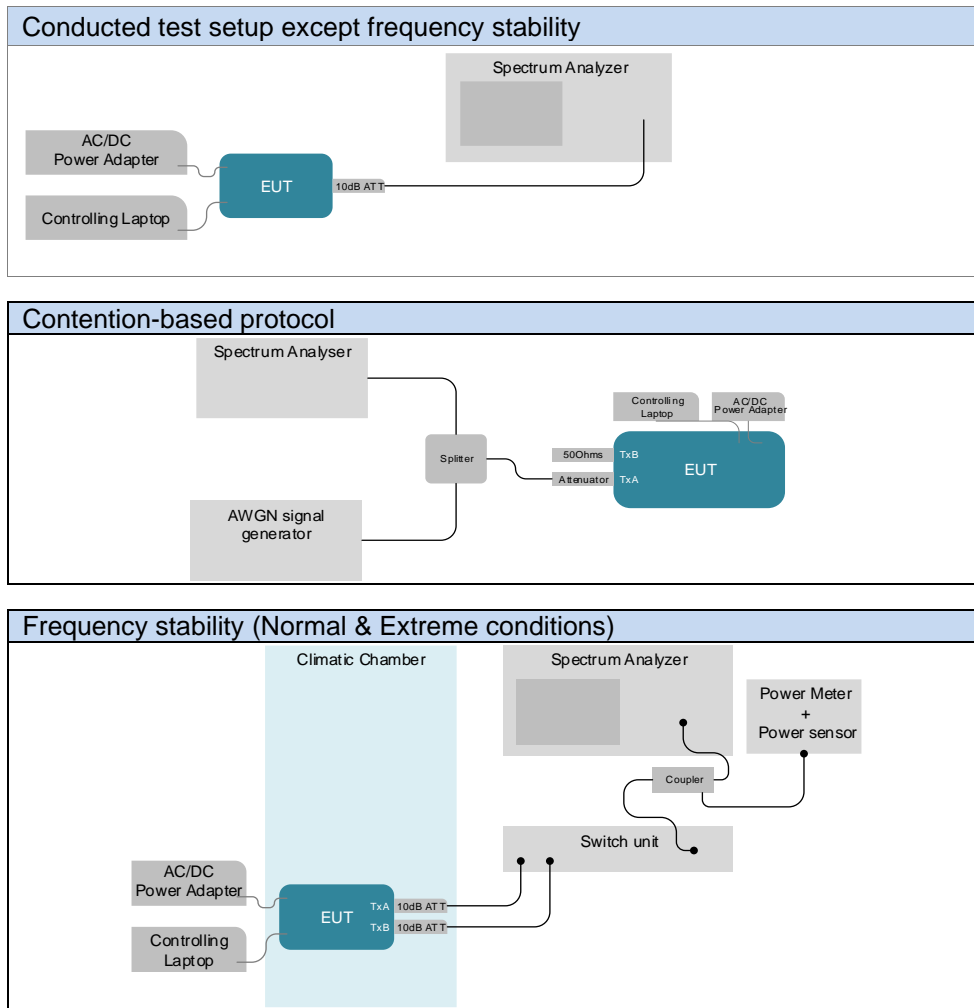 Conducted test setup except frequency stability
Spectrum Analyzer
AC/DC
Power Adapter
EUT
10dB ATT
Controlling Laptop
Contention-based protocol
Spectrum Analyser
Controlling
Laptop
AC/DC
Power Adapter
Splitter
50Ohms
TxB
EUT
Attenuator
TxA
AWGN signal
generator
Frequency stability (Normal & Extreme conditions)
Climatic Chamber
Spectrum Analyzer
Power Meter
+
Power sensor
Coupler
Switch unit
AC/DC
Power Adapter
EUT
TxA
10dB ATT
TxB
10dB ATT
Controlling
Laptop